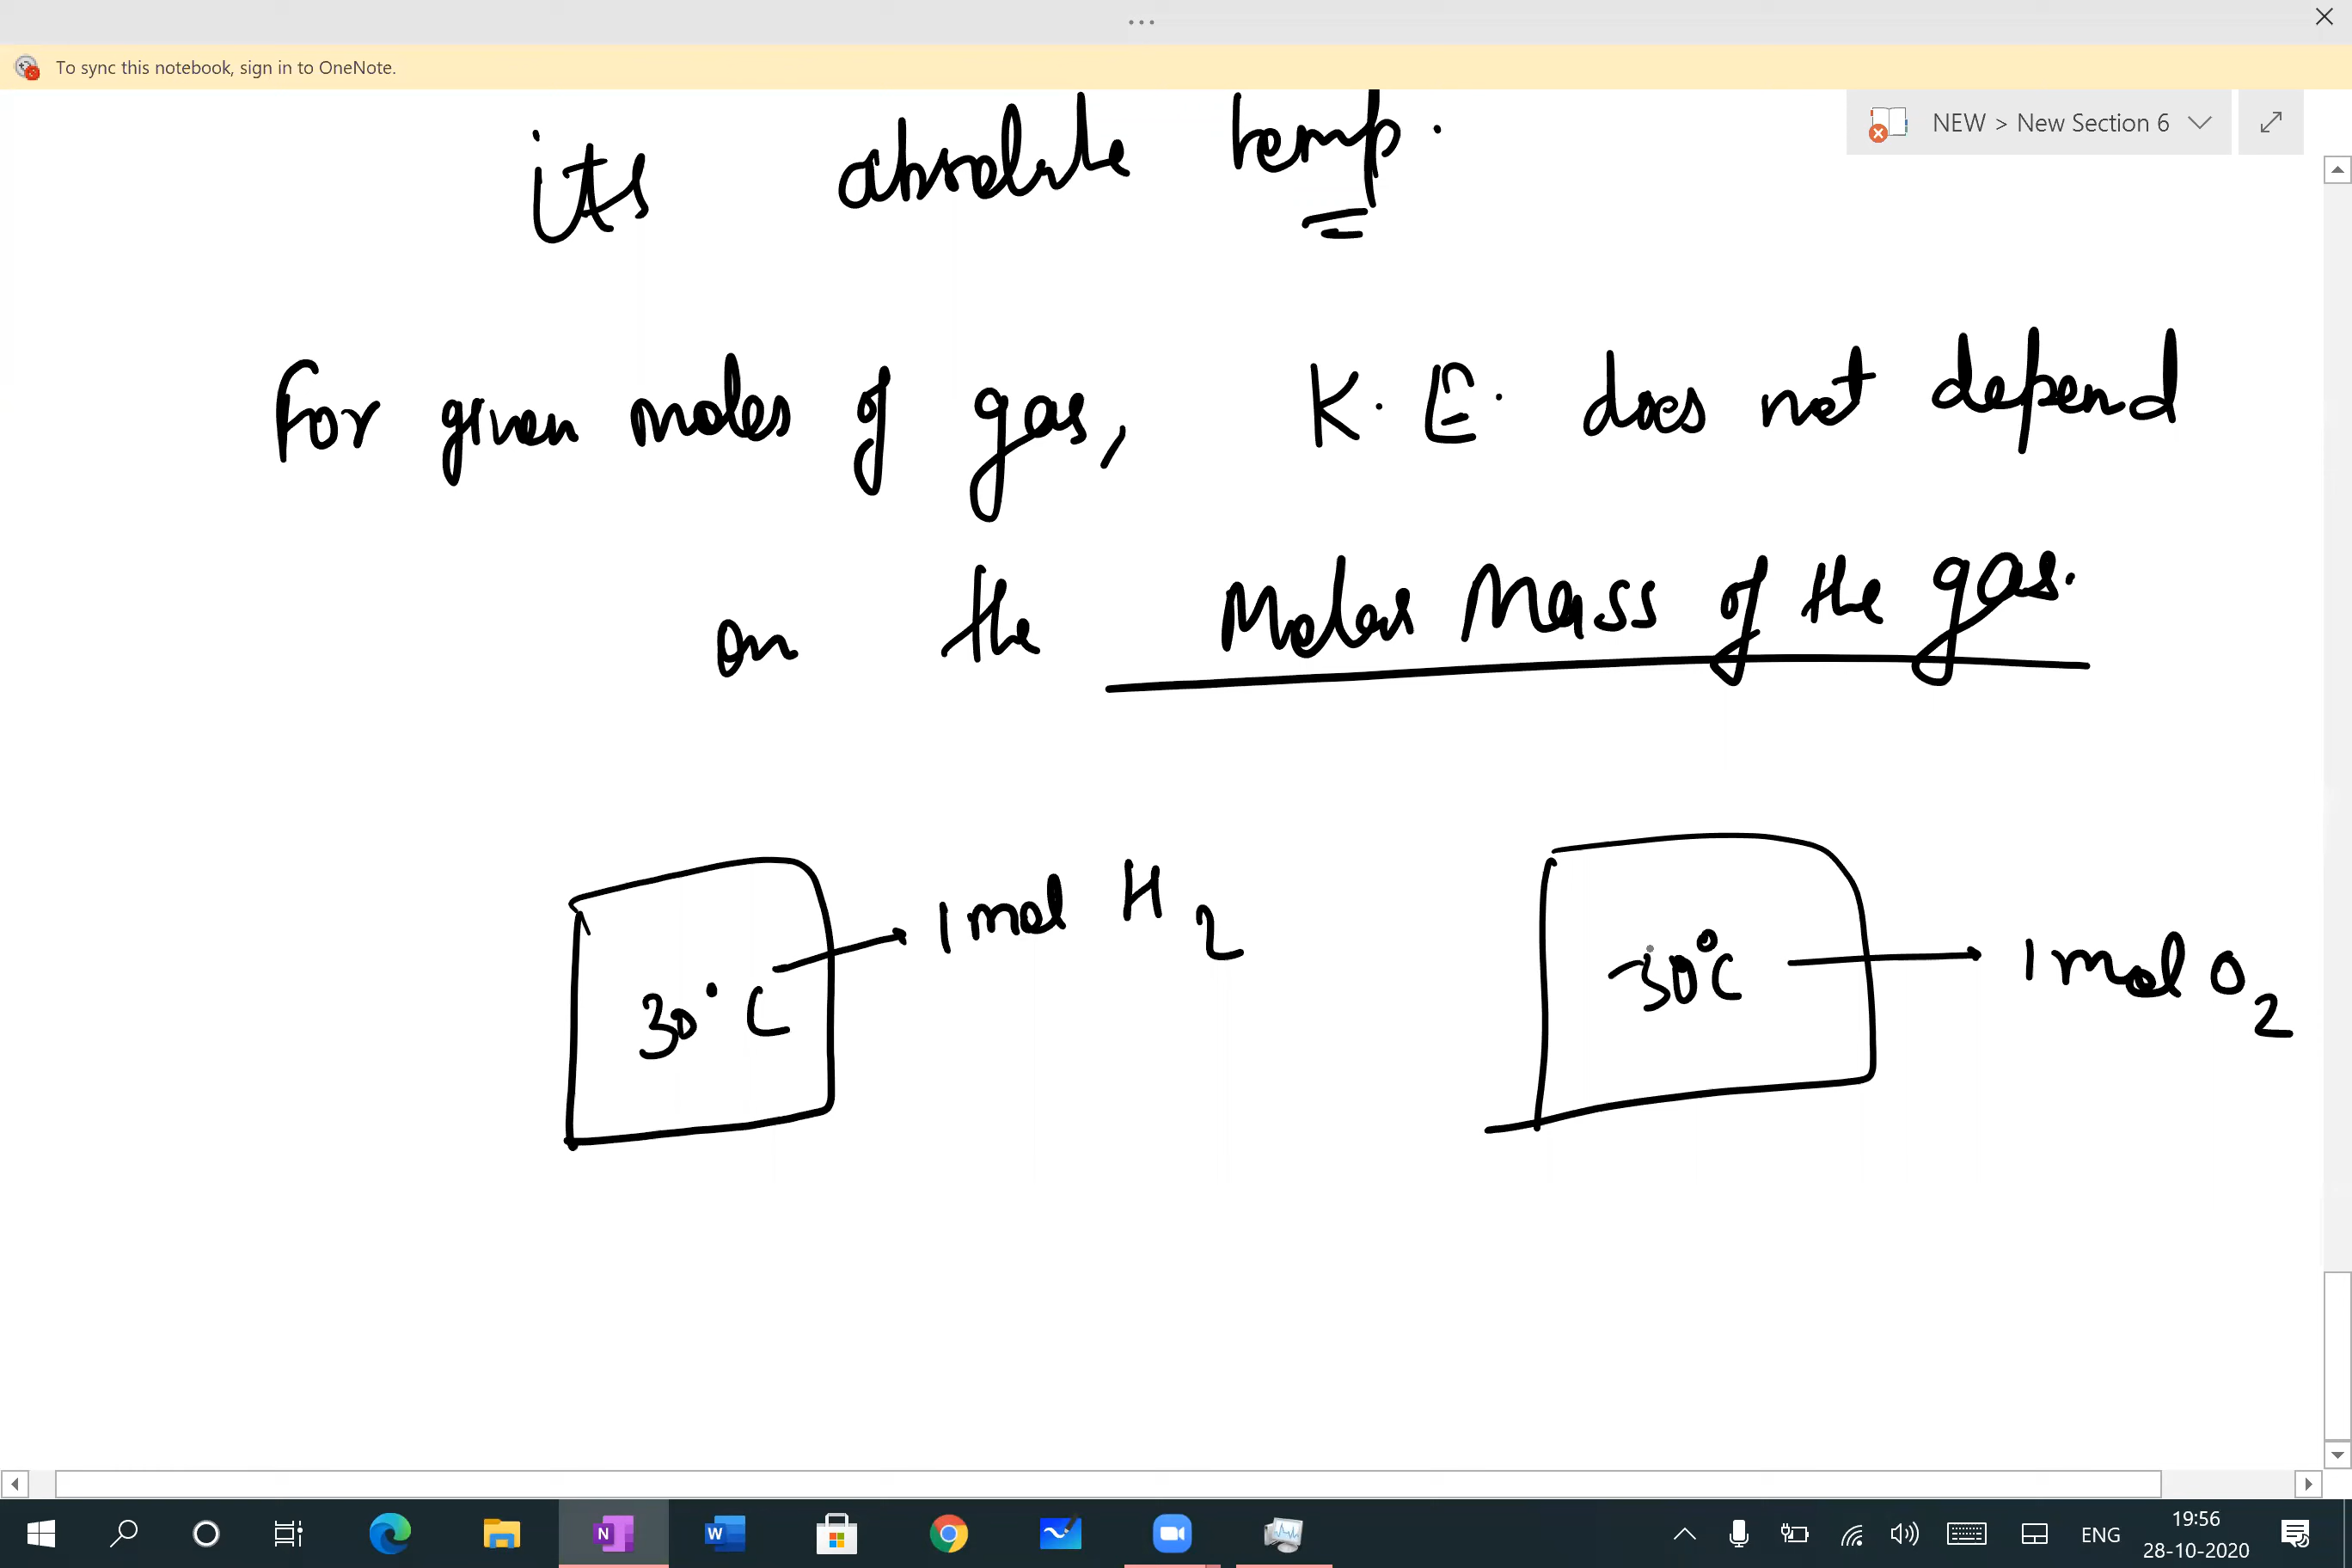 To sync this notebook, sign in to OneNote.
NEW > New Section 6
its absolute temp.
For given moles of gas, K.E. does not depend
on the Molar Mass of the gas.
30°C
1 mol H2
30°C
1 mol O2
ENG
19:56
28-10-2020